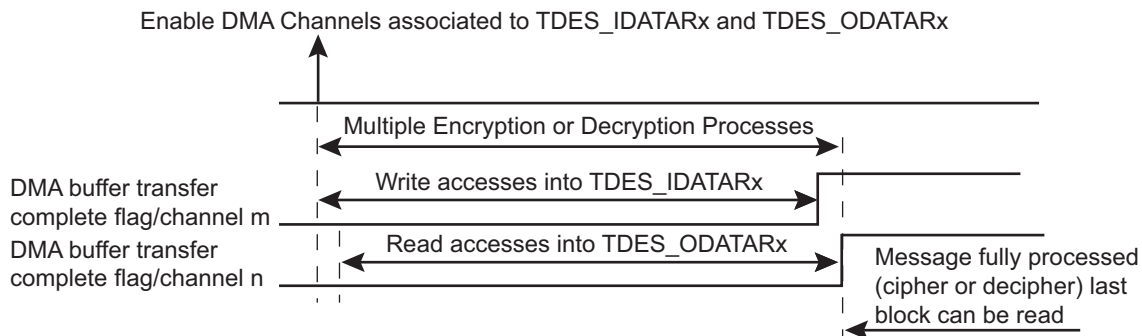 Enable DMA Channels associated to TDES_IDATARx and TDES_ODATARx
Multiple Encryption or Decryption Processes
Write accesses into TDES_IDATARx
DMA buffer transfer
complete flag/channel m
Read accesses into TDES_ODATARx
DMA buffer transfer
complete flag/channel n
Message fully processed
(cipher or decipher) last
block can be read